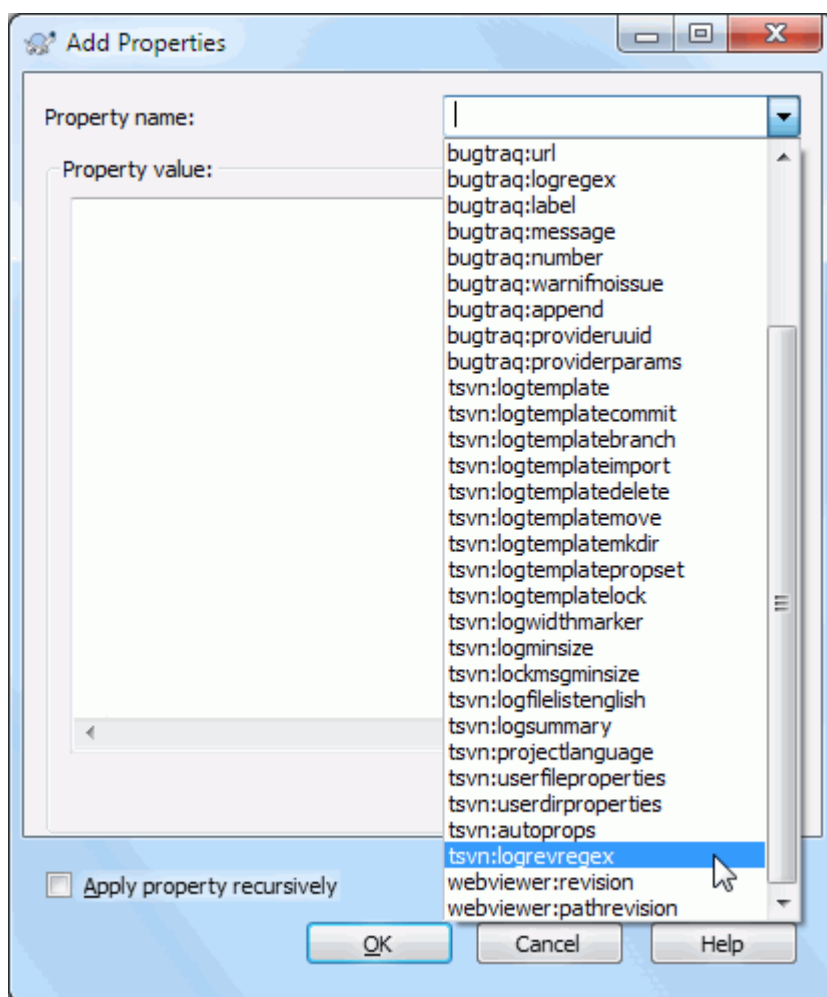 Add Properties
Property name:
Property value:
bugtraq:url
bugtraq:logregex
bugtraq:label
bugtraq:message
bugtraq:number
bugtraq:warnifnoissue
bugtraq:append
bugtraq:provideruuid
bugtraq:providerparams
tsvn:logtemplate
tsvn:logtemplatecommit
tsvn:logtemplatebranch
tsvn:logtemplateimport
tsvn:logtemplatedelete
tsvn:logtemplatemove
tsvn:logtemplatemkdir
tsvn:logtemplatepropset
tsvn:logtemplatelock
tsvn:logwidthmarker
tsvn:logminsize
tsvn:lockmsgminsize
tsvn:logfilelistenglish
tsvn:logsummary
tsvn:projectlanguage
tsvn:userfileproperties
tsvn:userdirproperties
tsvn:autoprops
tsvn:logrevregex
webviewer:revision
webviewer:pathrevision
Apply property recursively
OK Cancel Help